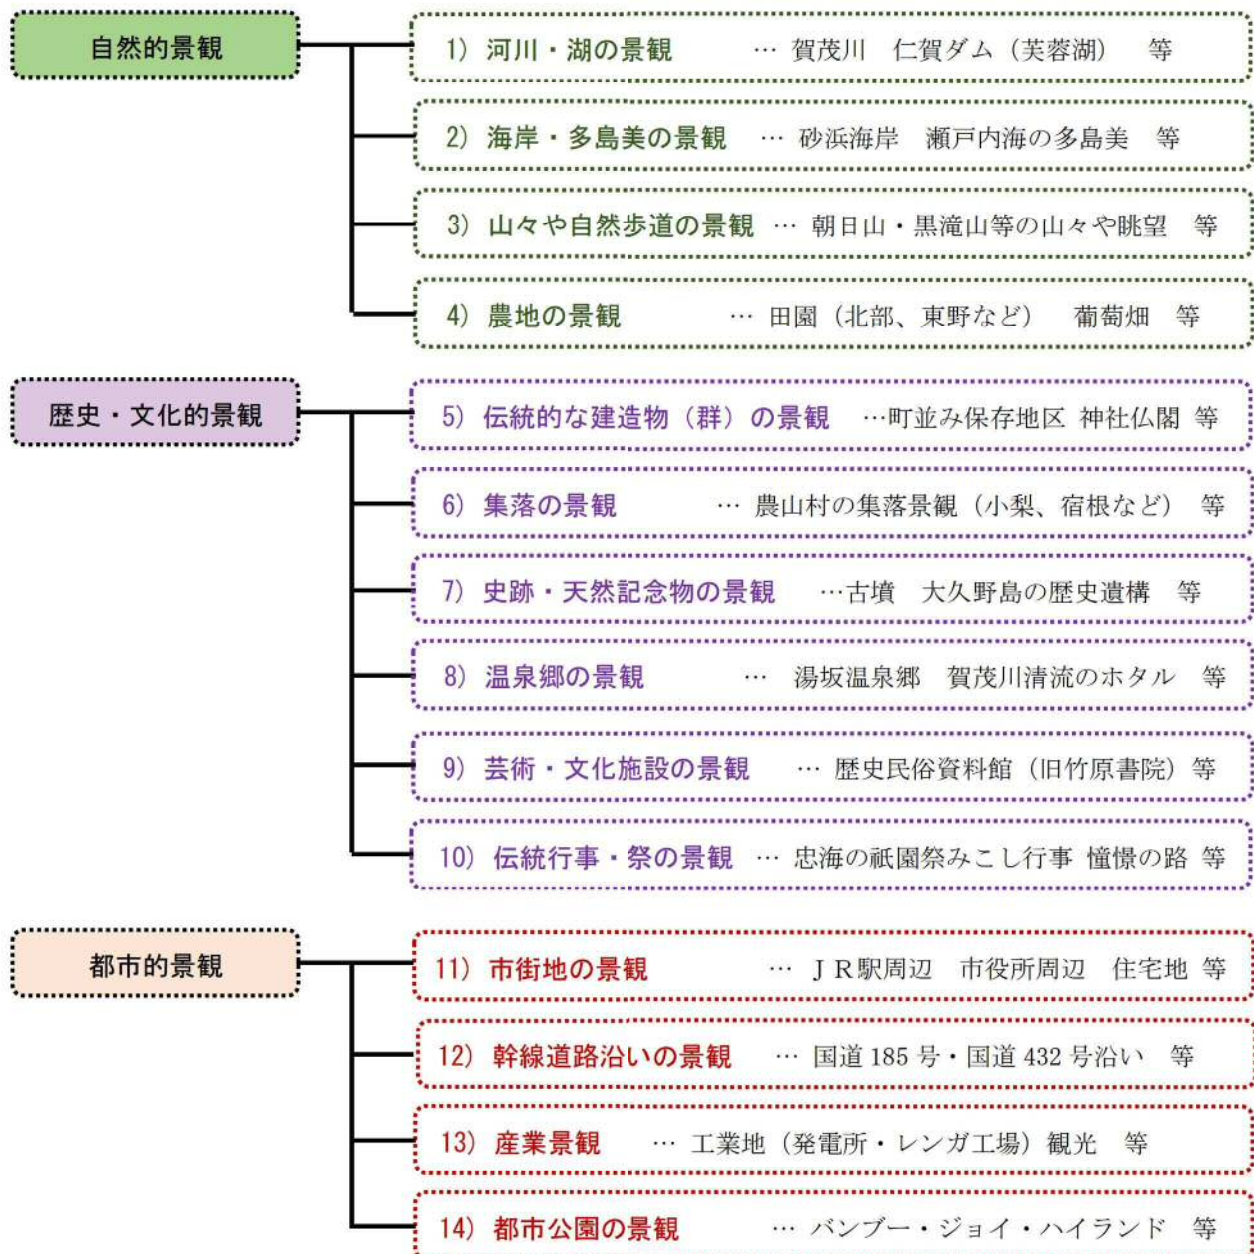 自然的景観
1) 河川・湖の景観 … 賀茂川 仁賀ダム（芙蓉湖） 等
2) 海岸・多島美の景観 … 砂浜海岸 瀬戸内海の多島美 等
3) 山々や自然歩道の景観 … 朝日山・黒滝山等の山々や眺望 等
4) 農地の景観 … 田園（北部、東野など） 葡萄畑 等
歴史・文化的景観
5) 伝統的な建造物（群）の景観 …町並み保存地区 神社仏閣 等
6) 集落の景観 … 農山村の集落景観（小梨、宿根など） 等
7) 史跡・天然記念物の景観 …古墳 大久野島の歴史遺構 等
8) 温泉郷の景観 … 湯坂温泉郷 賀茂川清流のホタル 等
9) 芸術・文化施設の景観 … 歴史民俗資料館（旧竹原書院）等
10) 伝統行事・祭の景観 … 忠海の祇園祭みこし行事 憧憬の路 等
都市的景観
11) 市街地の景観 … ＪＲ駅周辺 市役所周辺 住宅地 等
12) 幹線道路沿いの景観 … 国道 185 号・国道 432 号沿い 等
13) 産業景観 … 工業地（発電所・レンガ工場）観光 等
14) 都市公園の景観 … バンブー・ジョイ・ハイランド 等